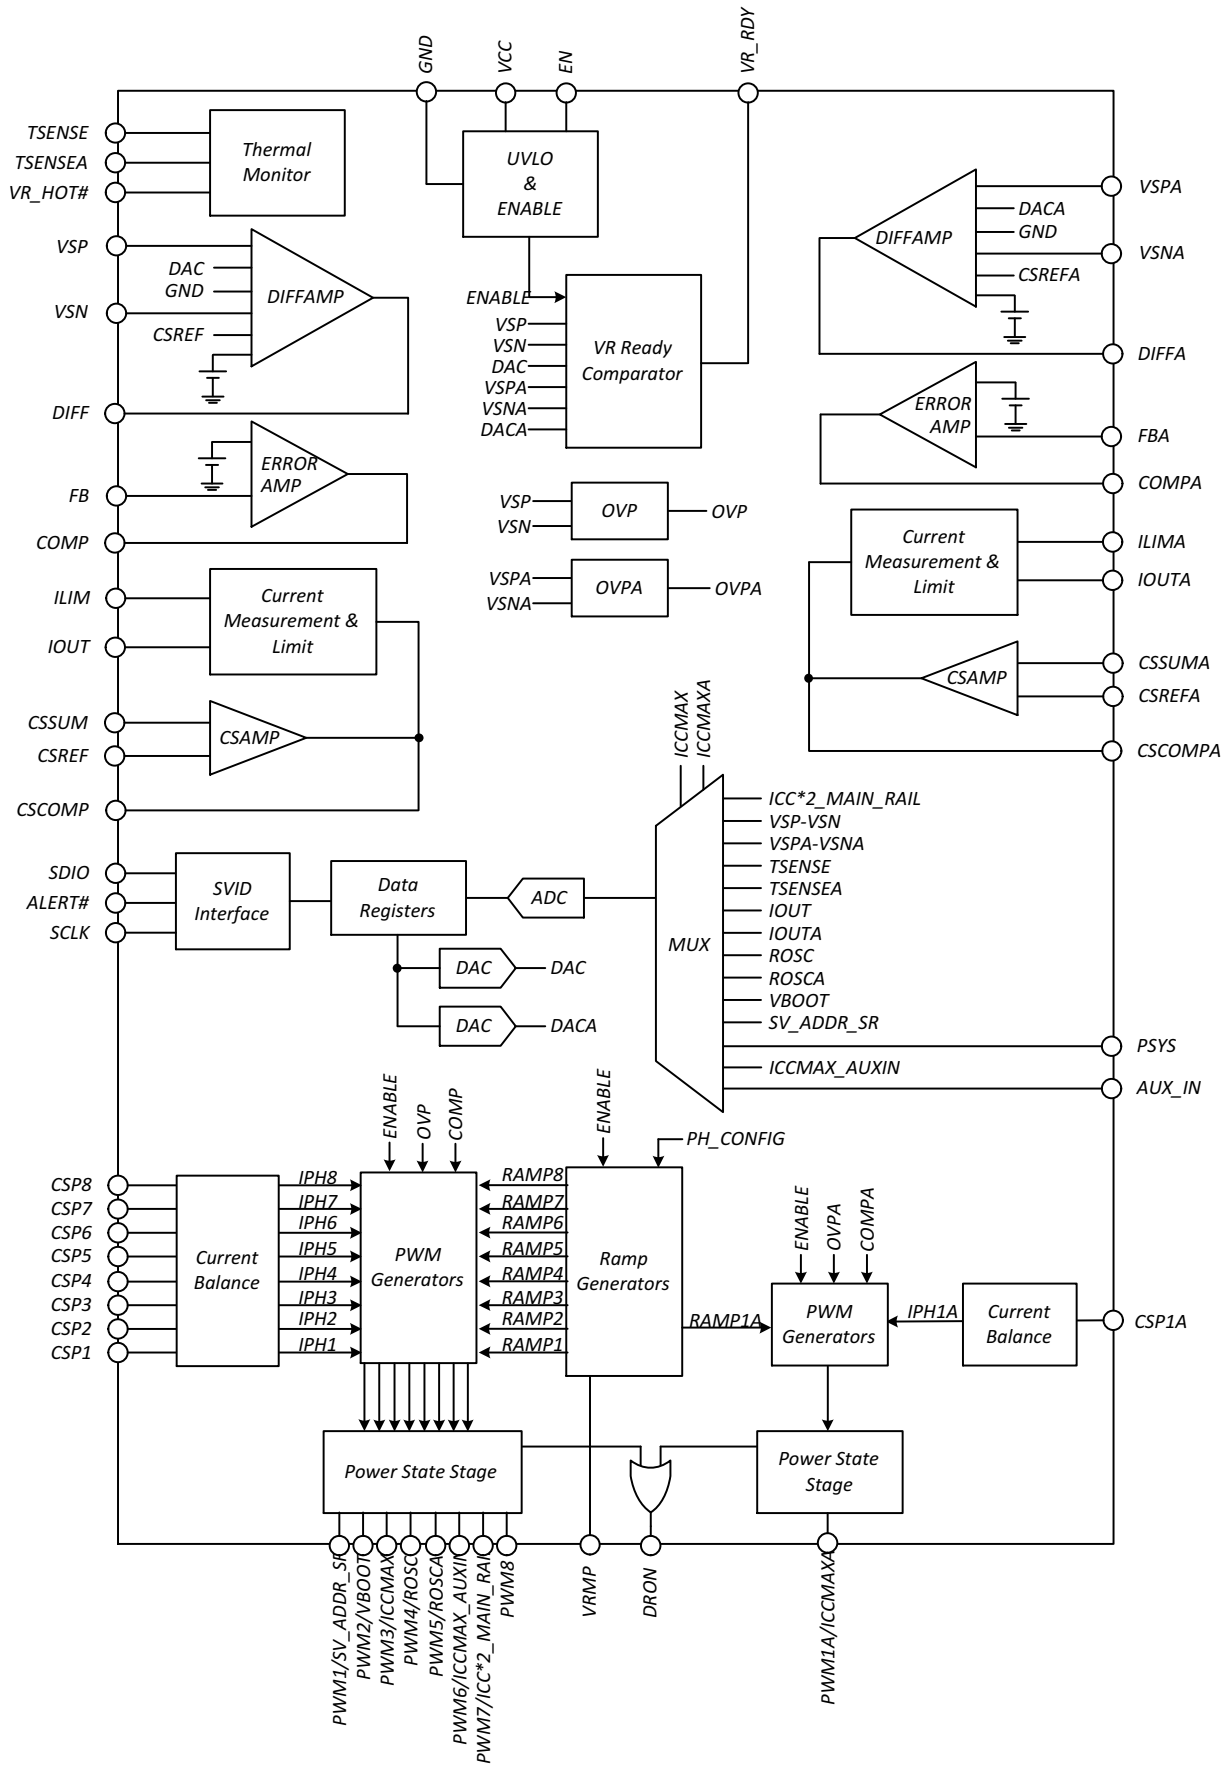 GND
VCC
EN
VR_RDY
TSENSE
TSENSEA
VR_HOT#
Thermal
Monitor
UVLO
&
ENABLE
VSP
DAC
GND
VSN
CSREF
DIFFAMP
DIFF
ENABLE
VSP
VSN
DAC
VSPA
VSNA
DACA
VR Ready
Comparator
VSPA
DACA
GND
VSNA
CSREFA
DIFFAMP
DIFFA
ERROR
AMP
FBA
COMPA
ERROR
AMP
FB
COMP
VSP
VSN
OVP
OVP
VSPA
VSNA
OVPA
OVPA
Current
Measurement &
Limit
ILIMA
IOUTA
ILIM
IOUT
Current
Measurement &
Limit
CSSUM
CSREF
CSAMP
CSCOMP
CSAMP
CSSUMA
CSREFA
CSCOMPA
ICCMAX
ICCMAXA
MUX
ICC*2_MAIN_RAIL
VSP-VSN
VSPA-VSNA
TSENSE
TSENSEA
IOUT
IOUTA
ROSC
ROSCA
VBOOT
SV_ADDR_SR
PSYS
ICCMAX_AUXIN
AUX_IN
SDIO
ALERT#
SCLK
SVID
Interface
Data
Registers
ADC
DAC
DAC
DAC
DACA
ENABLE
OVP
COMP
ENABLE
PH_CONFIG
CSP8
CSP7
CSP6
CSP5
CSP4
CSP3
CSP2
CSP1
Current
Balance
IPH8
IPH7
IPH6
IPH5
IPH4
IPH3
IPH2
IPH1
PWM
Generators
RAMP8
RAMP7
RAMP6
RAMP5
RAMP4
RAMP3
RAMP2
RAMP1
Ramp
Generators
RAMP1A
ENABLE
OVPA
COMPA
PWM
Generators
IPH1A
Current
Balance
CSP1A
Power State Stage
Power State
Stage
PWM1/SV_ADDR_SR
PWM2/VBOOT
PWM3/ICCMAX
PWM4/ROSC
PWM5/ROSCA
PWM6/ICCMAX_AUXIN
PWM7/ICC*2_MAIN_RAIL
PWM8
VRMP
DRON
PWM1A/ICCMAXA